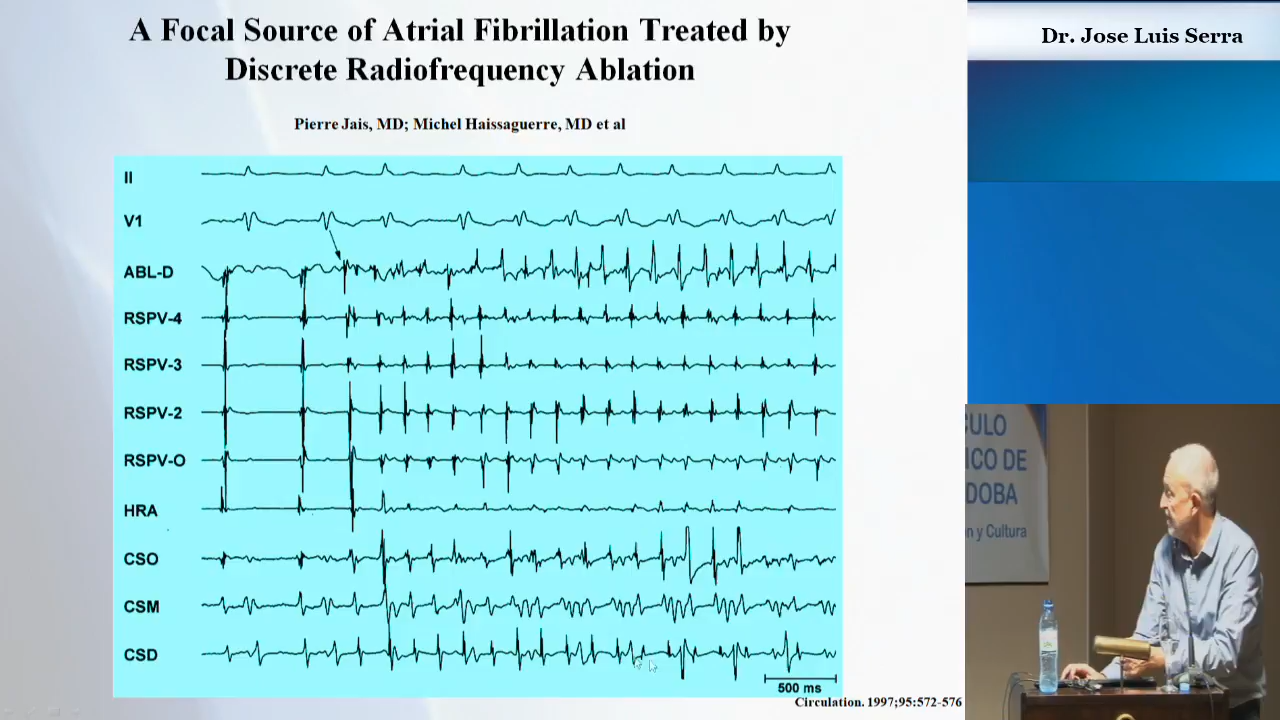 A Focal Source of Atrial Fibrillation Treated by
Discrete Radiofrequency Ablation
Pierre Jais, MD; Michel Haissaguerre, MD et al
II
V1
ABL-D
RSPV-4
RSPV-3
RSPV-2
RSPV-O
HRA
CSO
CSM
CSD
500 ms
Circulation. 1997;95:572-576
Dr. Jose Luis Serra
CULO
ICO DE
DOBA
n y Cultura